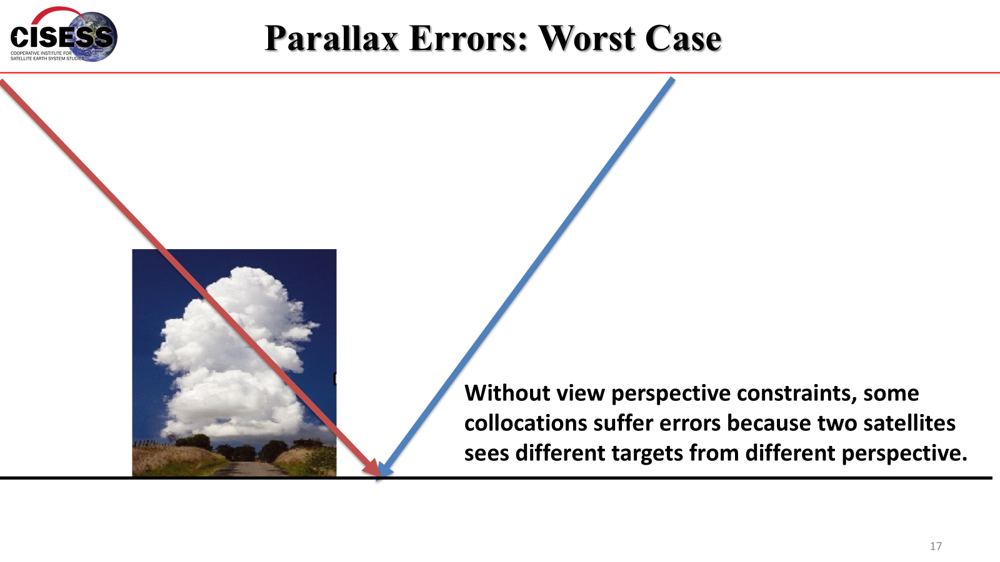 CISESS
COOPERATIVE INSTITUTE FOR
SATELLITE EARTH SYSTEM STUDIES
Parallax Errors: Worst Case
Without view perspective constraints, some
collocations suffer errors because two satellites
sees different targets from different perspective.
17